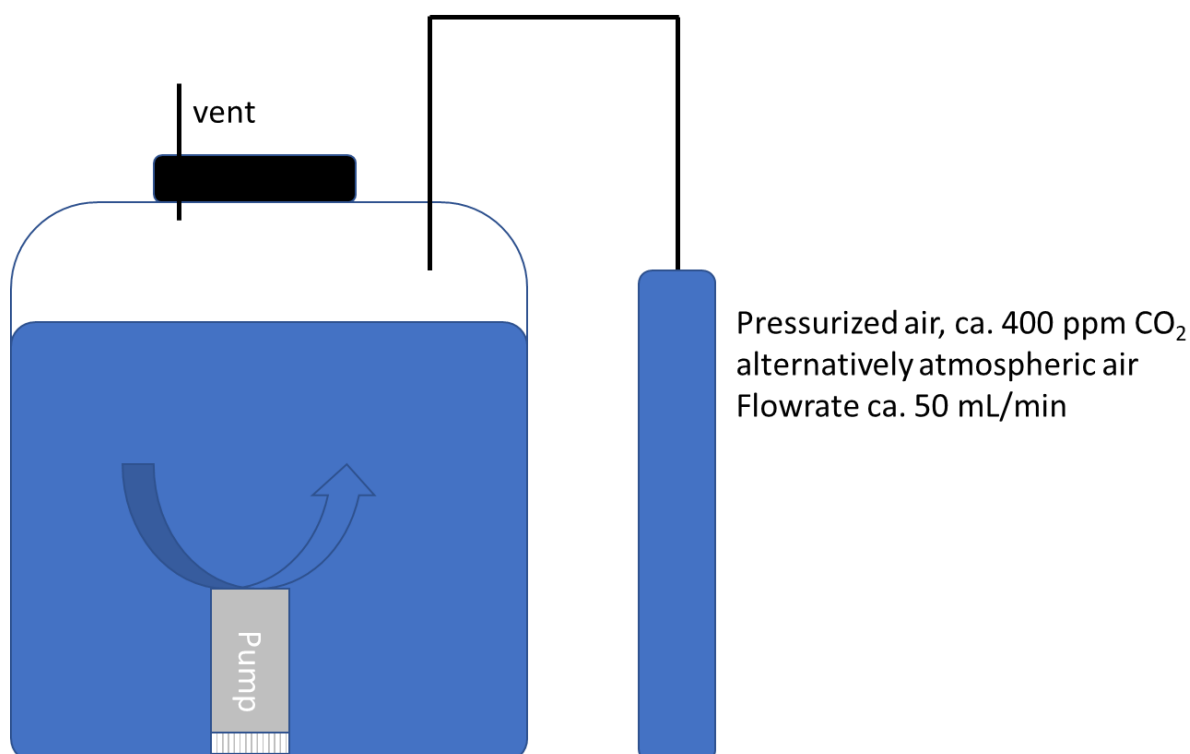 vent
Pressurized air, ca. 400 ppm CO₂
alternatively atmospheric air
Flowrate ca. 50 mL/min
Pump